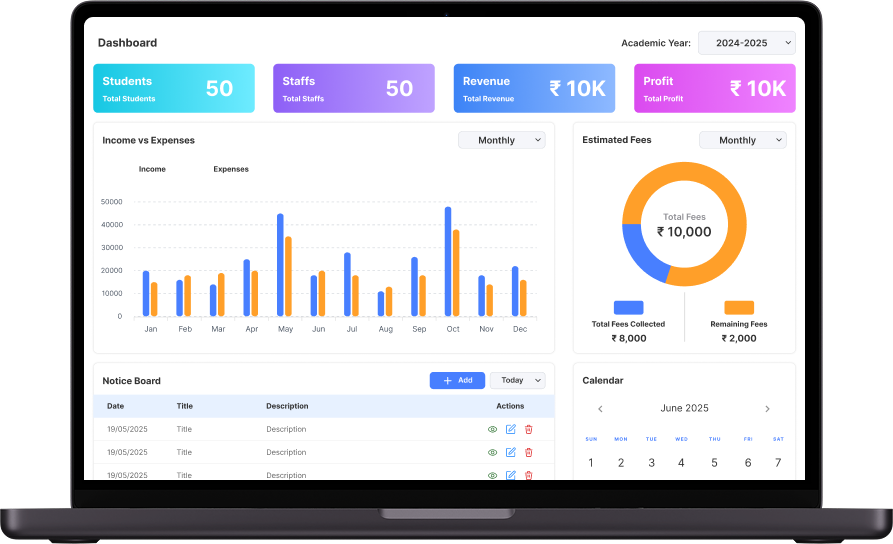 Dashboard
Academic Year: 2024-2025
Students
Total Students
50
Staffs
Total Staffs
50
Revenue
Total Revenue
₹ 10K
Profit
Total Profit
₹ 10K
Income vs Expenses
Monthly
Income Expenses
50000
40000
30000
20000
10000
0
Jan Feb Mar Apr May Jun Jul Aug Sep Oct Nov Dec
Estimated Fees
Monthly
Total Fees
₹ 10,000
Total Fees Collected
₹ 8,000
Remaining Fees
₹ 2,000
Notice Board
+ Add
Today
Date Title Description Actions
19/05/2025 Title Description
19/05/2025 Title Description
19/05/2025 Title Description
Calendar
June 2025
SUN MON TUE WED THU FRI SAT
1 2 3 4 5 6 7